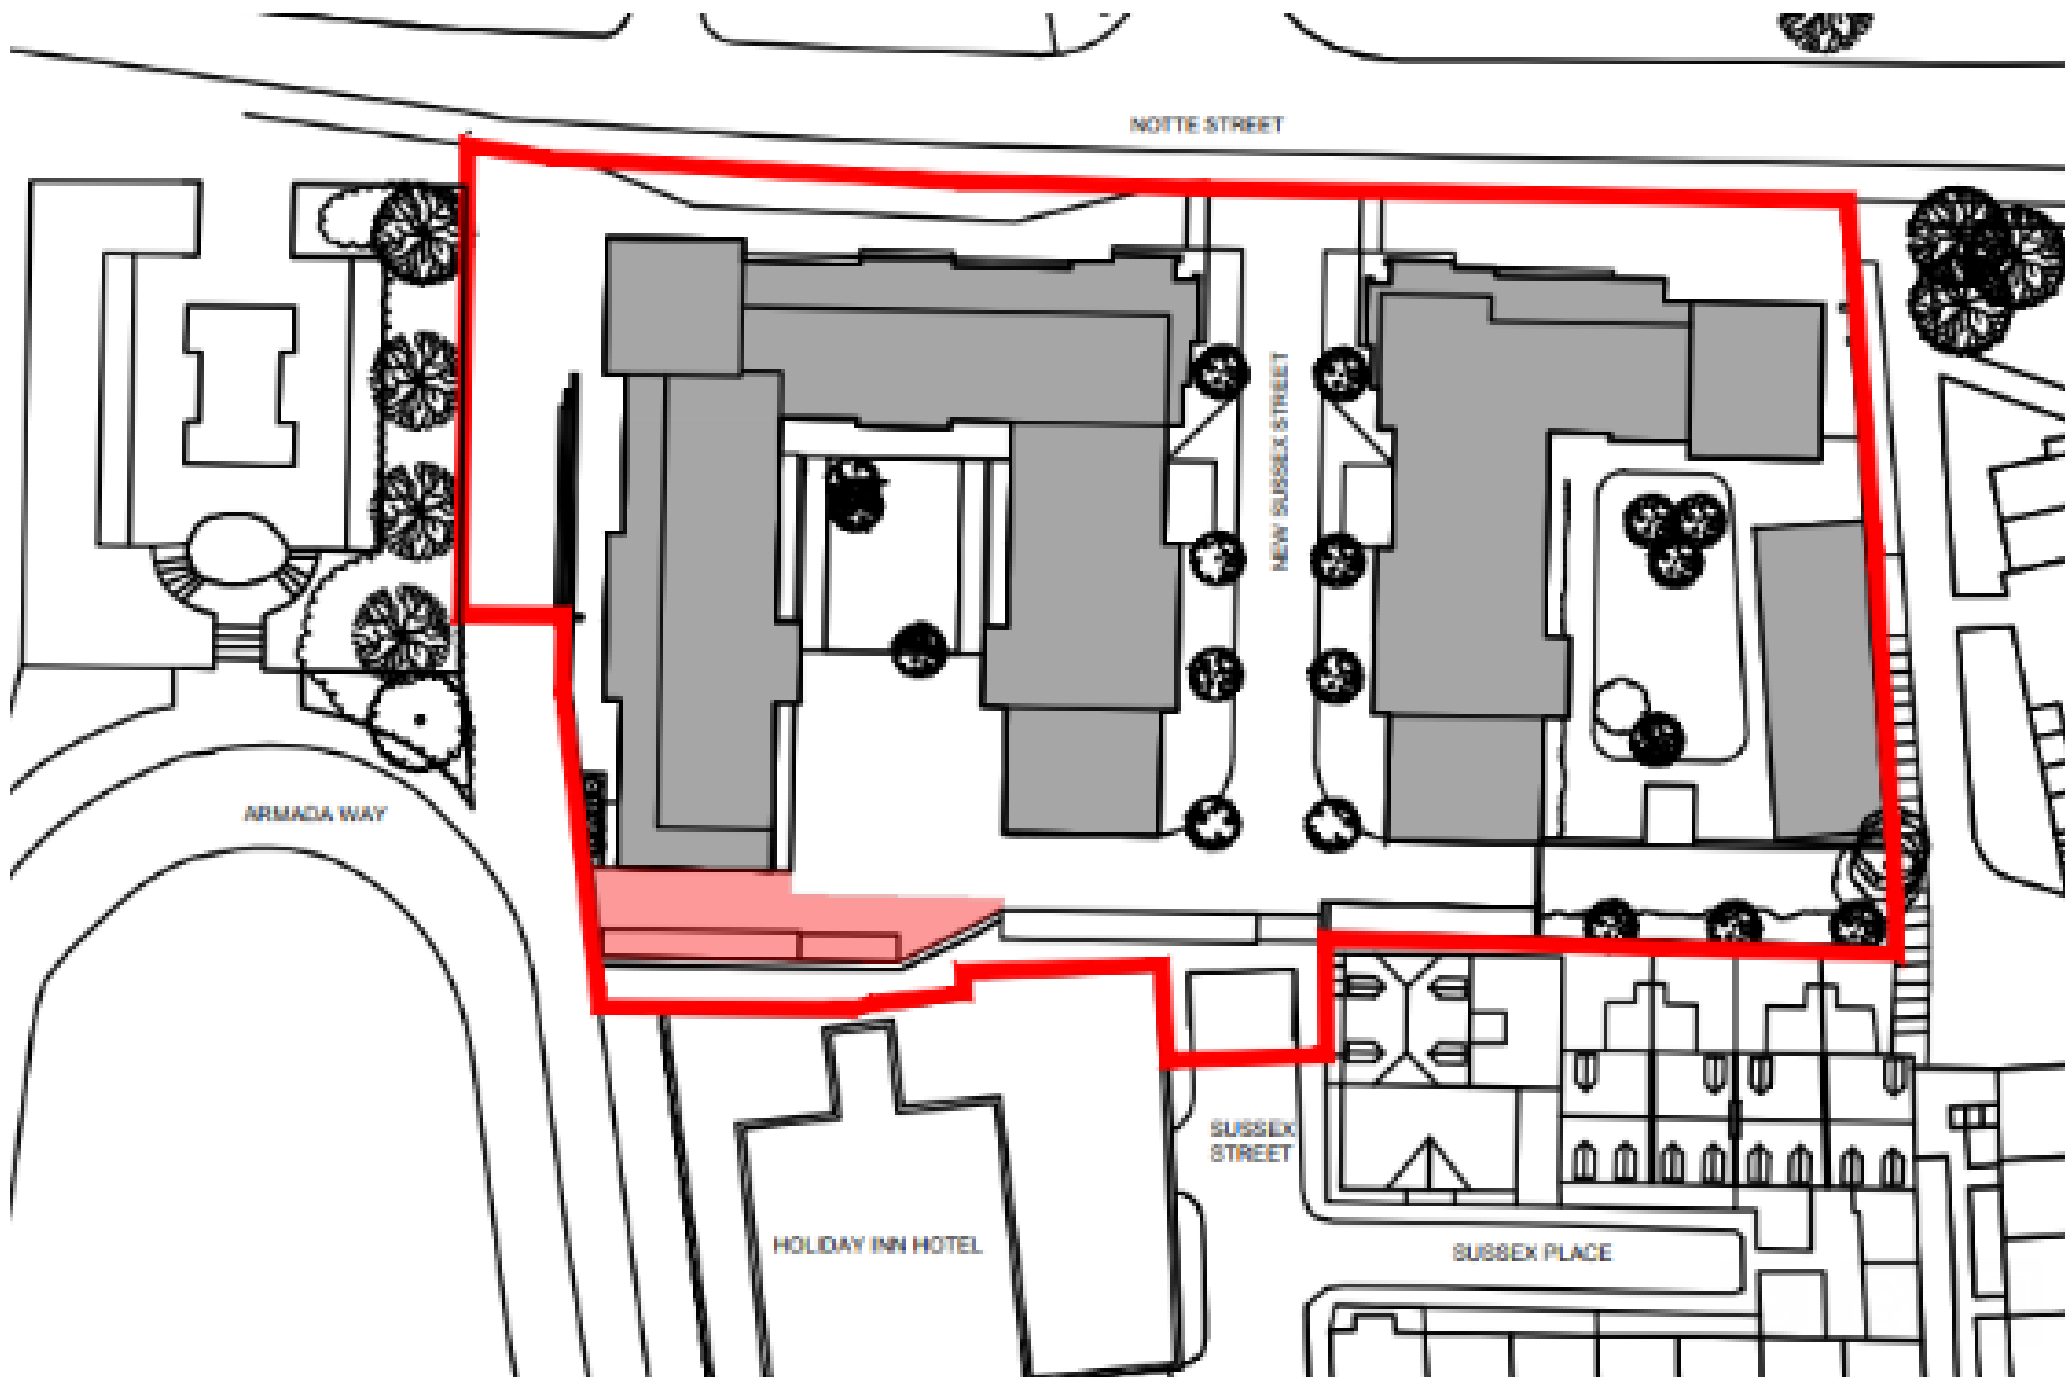 NOTTE STREET
NEW SUSSEX STREET
ARMADA WAY
SUSSEX
STREET
HOLIDAY INN HOTEL
SUSSEX PLACE